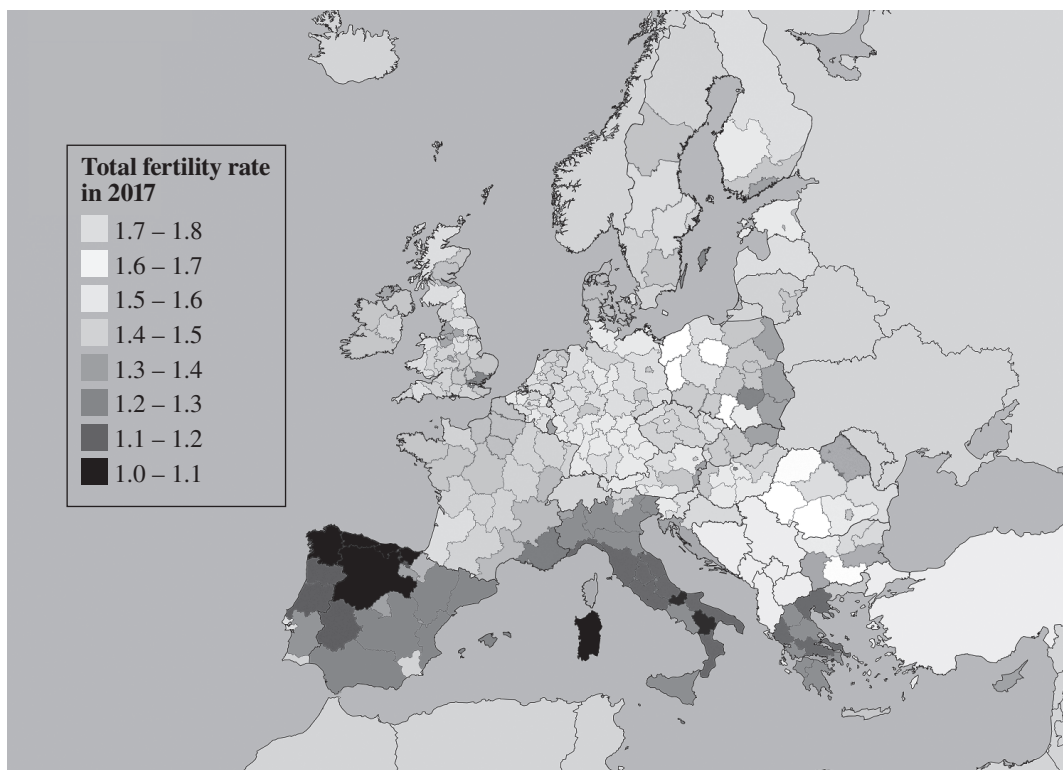 Total fertility rate
in 2017
1.7 – 1.8
1.6 – 1.7
1.5 – 1.6
1.4 – 1.5
1.3 – 1.4
1.2 – 1.3
1.1 – 1.2
1.0 – 1.1